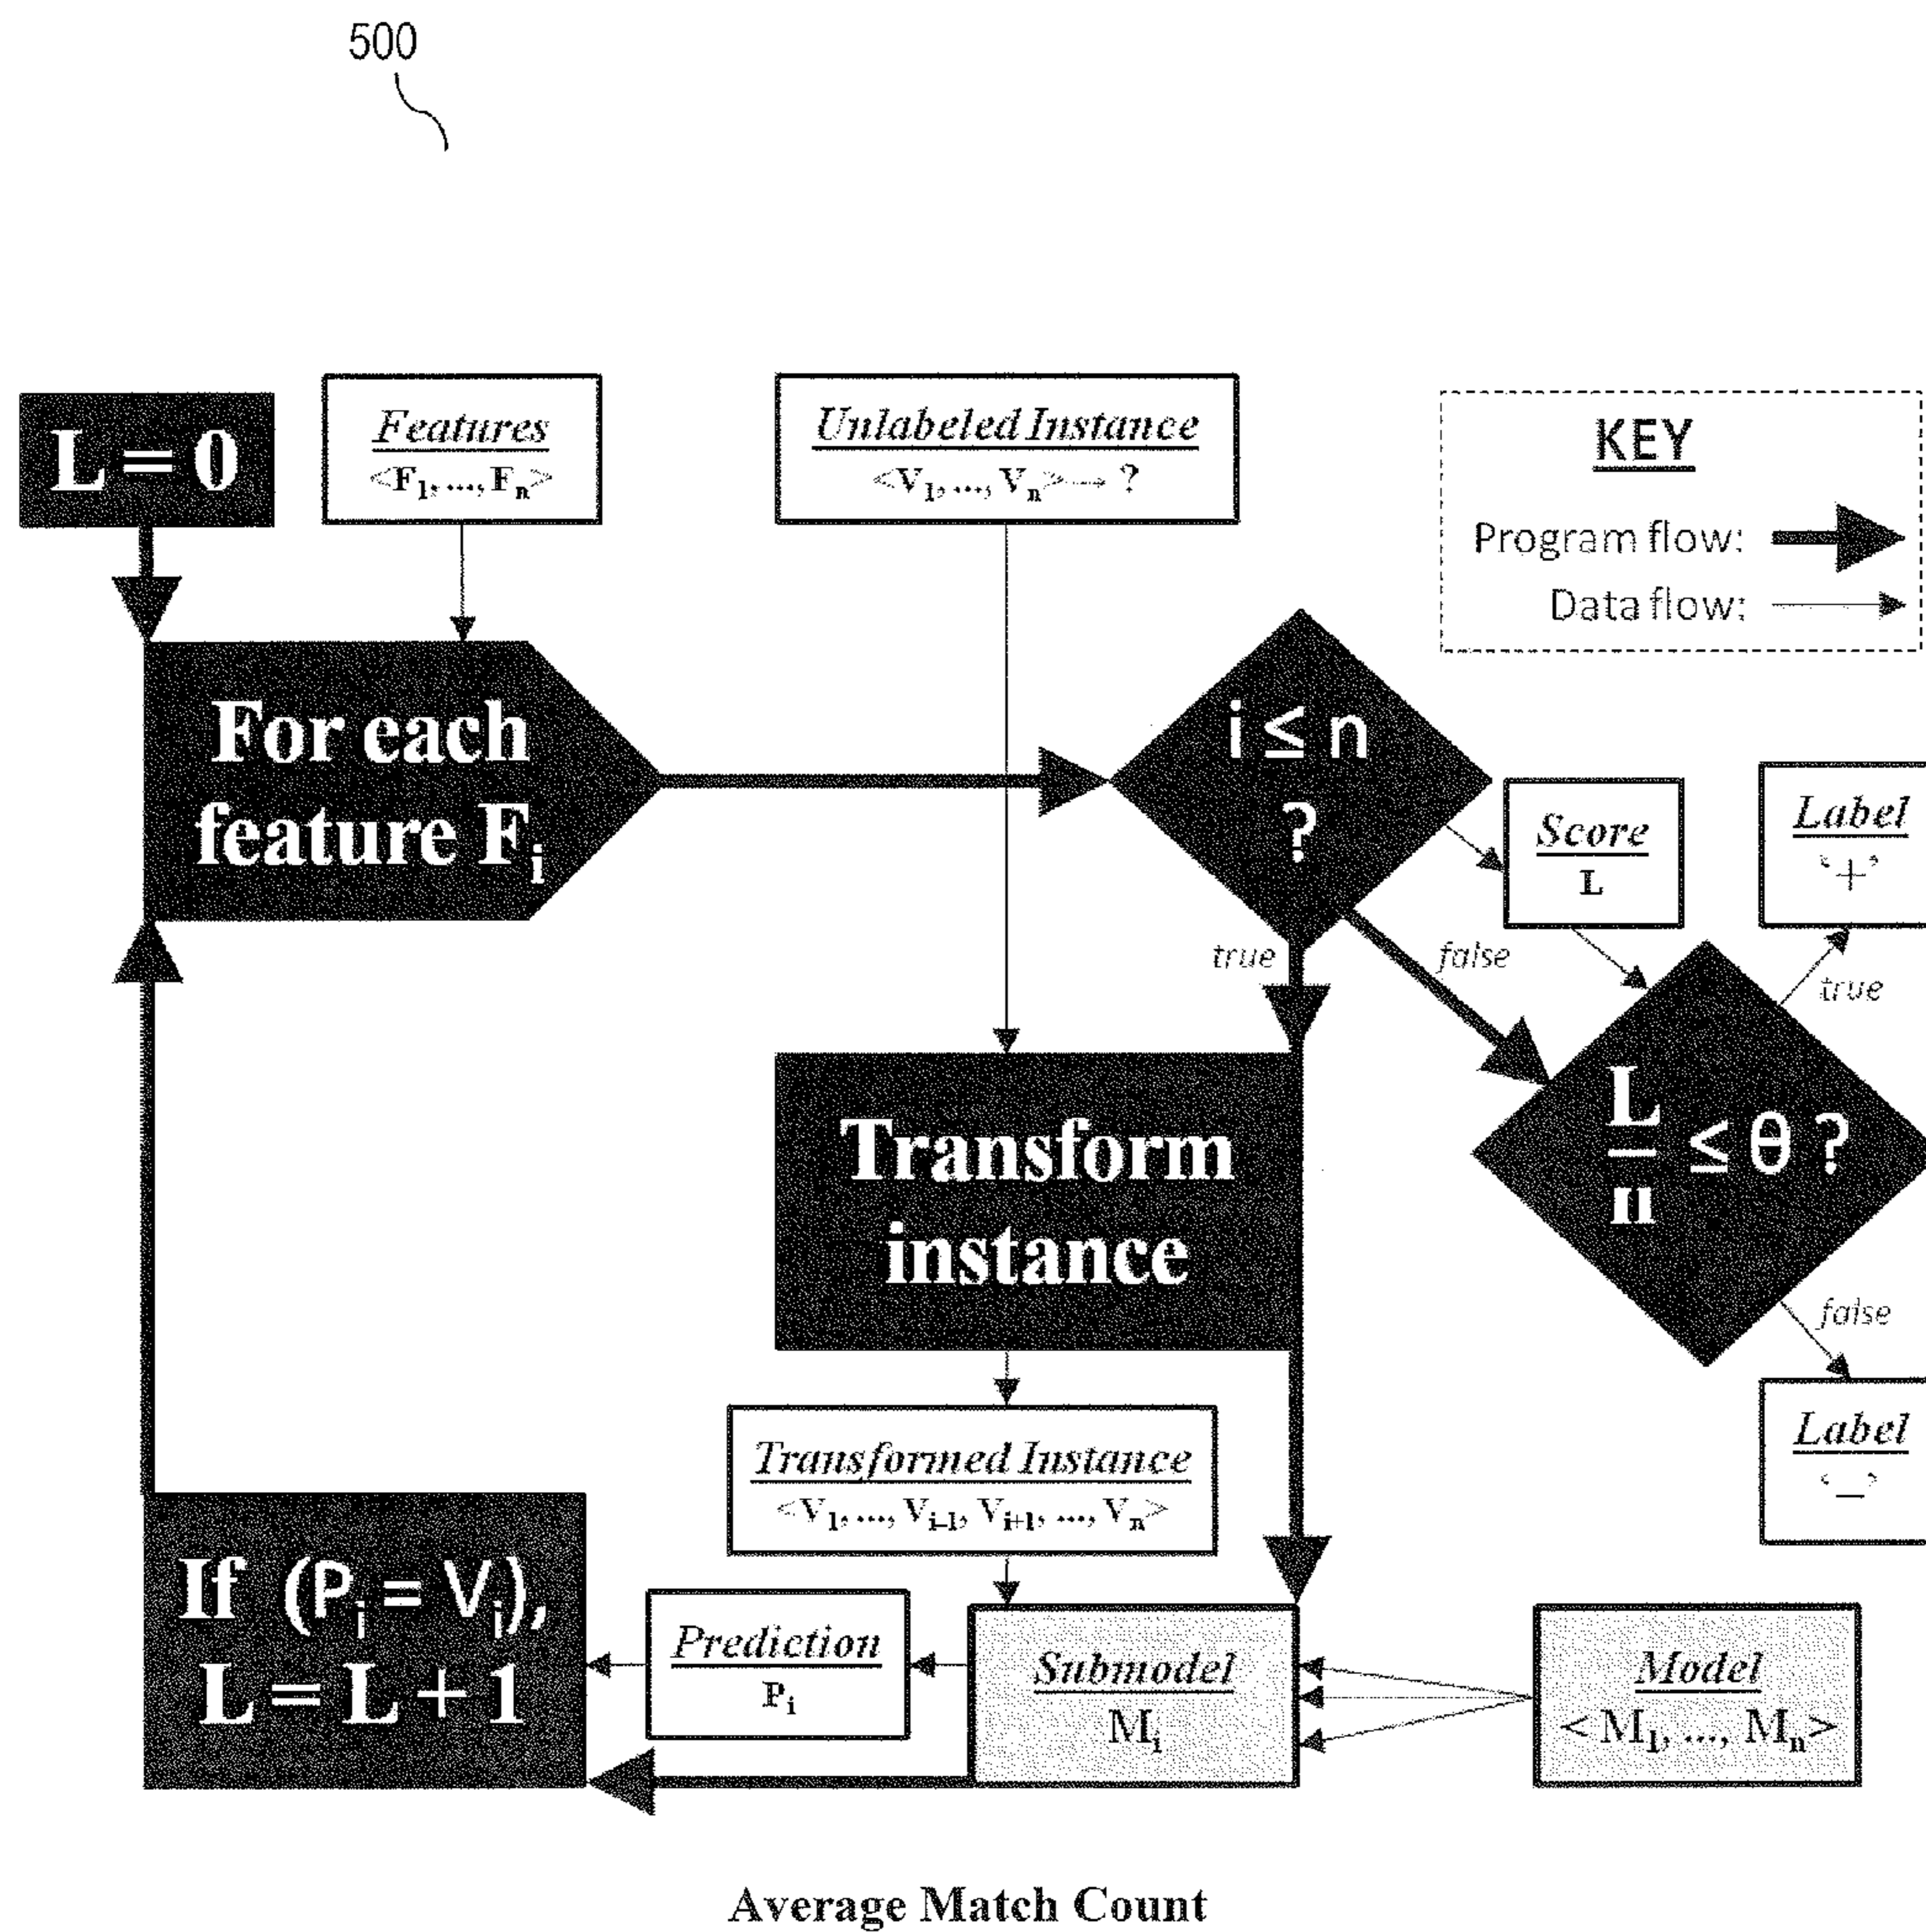 500
L = 0
Features
<F1, ..., Fn>
Unlabeled Instance
<V1, ..., Vn> → ?
KEY
Program flow:
Data flow:
For each
feature Fi
i ≤ n
?
Score
L
Label
‘+’
true
false
true
L
n
≤ θ ?
Transform
instance
false
Label
‘–’
Transformed Instance
<V1, ..., Vi–1, Vi+1, ..., Vn>
If (Pi = Vi),
L = L + 1
Prediction
Pi
Submodel
Mi
Model
< M1, ..., Mn>
Average Match Count